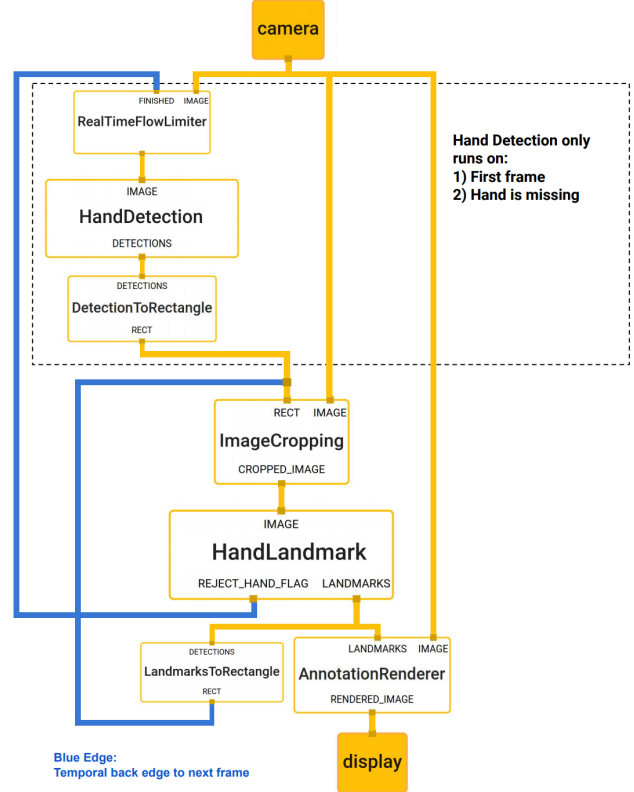 camera
FINISHED IMAGE
RealTimeFlowLimiter
Hand Detection only
runs on:
1) First frame
2) Hand is missing
IMAGE
HandDetection
DETECTIONS
DETECTIONS
DetectionToRectangle
RECT
RECT IMAGE
ImageCropping
CROPPED_IMAGE
IMAGE
HandLandmark
REJECT_HAND_FLAG LANDMARKS
DETECTIONS
LandmarksToRectangle
RECT
LANDMARKS IMAGE
AnnotationRenderer
RENDERED_IMAGE
display
Blue Edge:
Temporal back edge to next frame